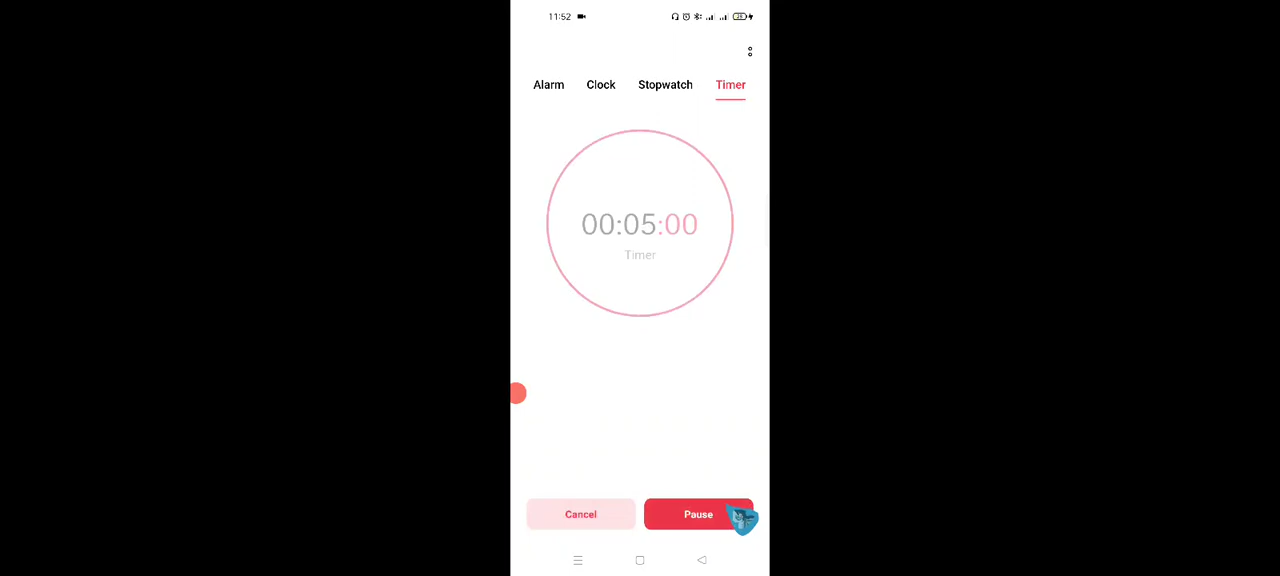 11:52
Alarm Clock Stopwatch Timer
00:05:00
Timer
Cancel Pause